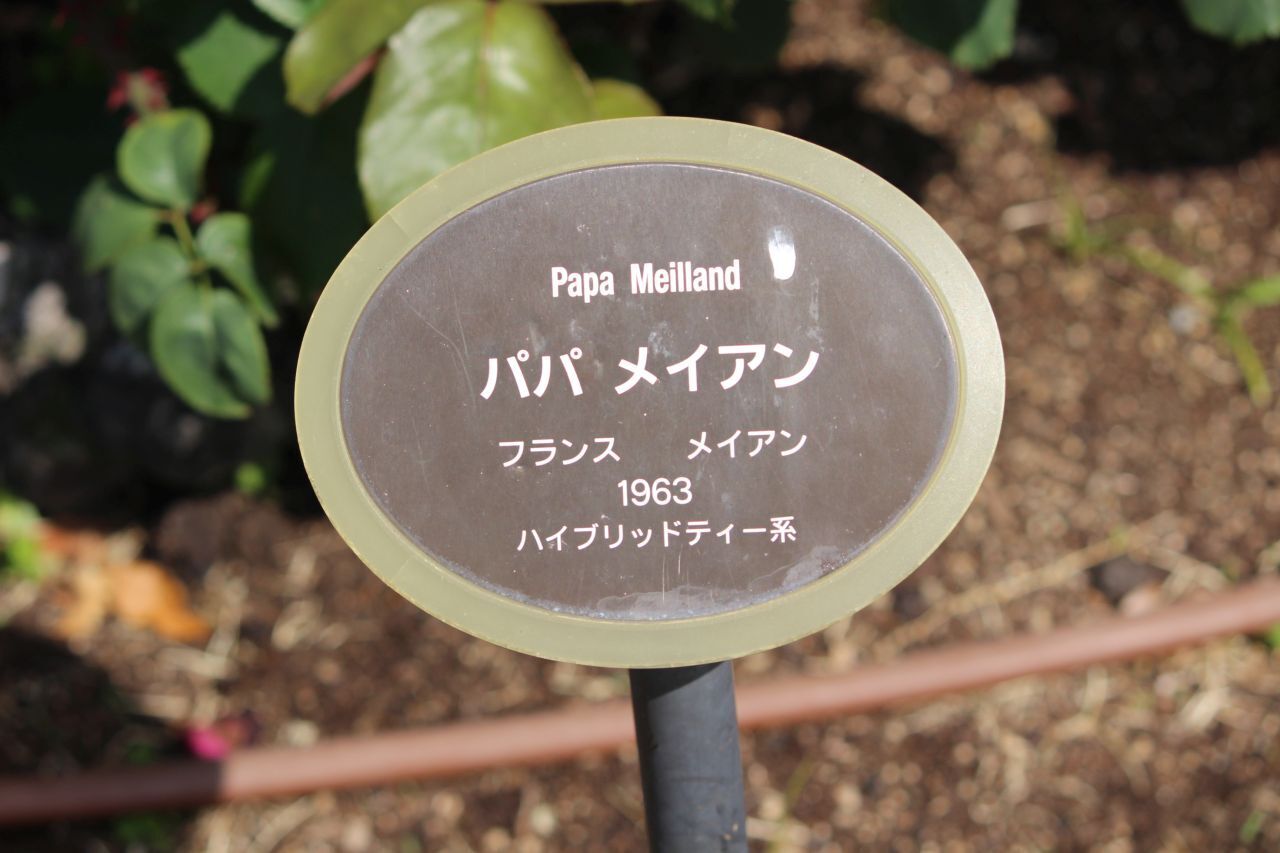 Papa Meilland
パパ メイアン
フランス　メイアン
1963
ハイブリッドティー系